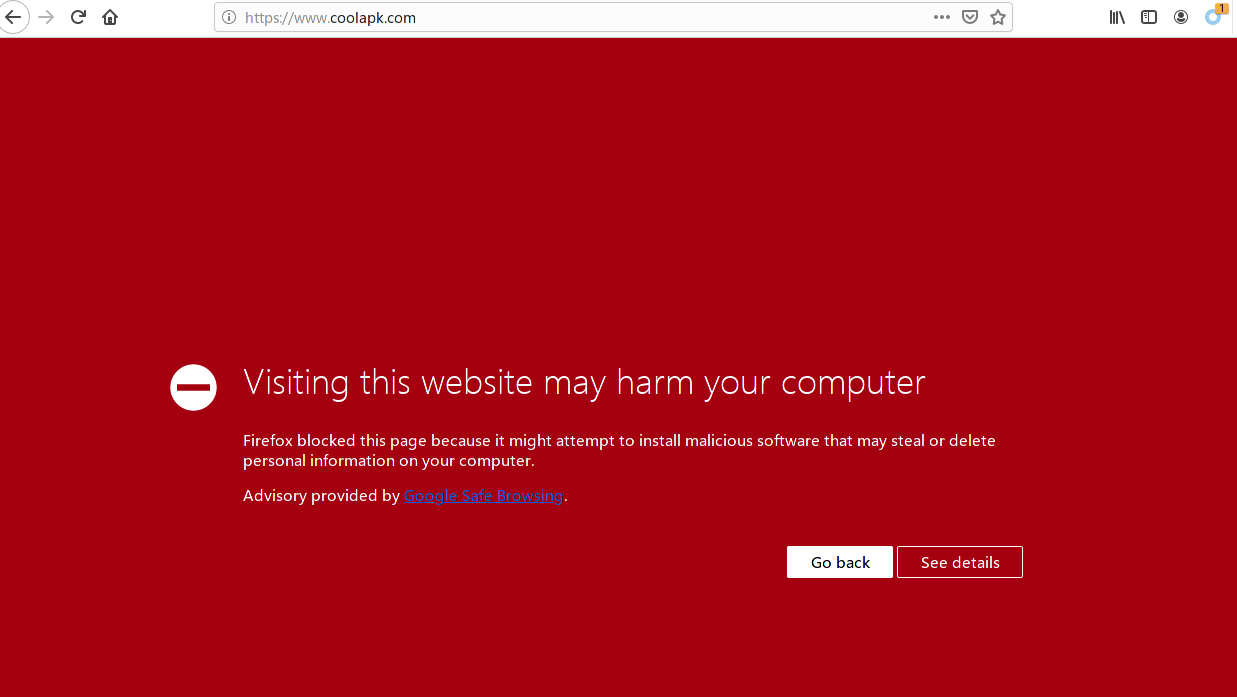 https://www.coolapk.com
1
Visiting this website may harm your computer
Firefox blocked this page because it might attempt to install malicious software that may steal or delete
personal information on your computer.
Advisory provided by Google Safe Browsing.
Go back See details